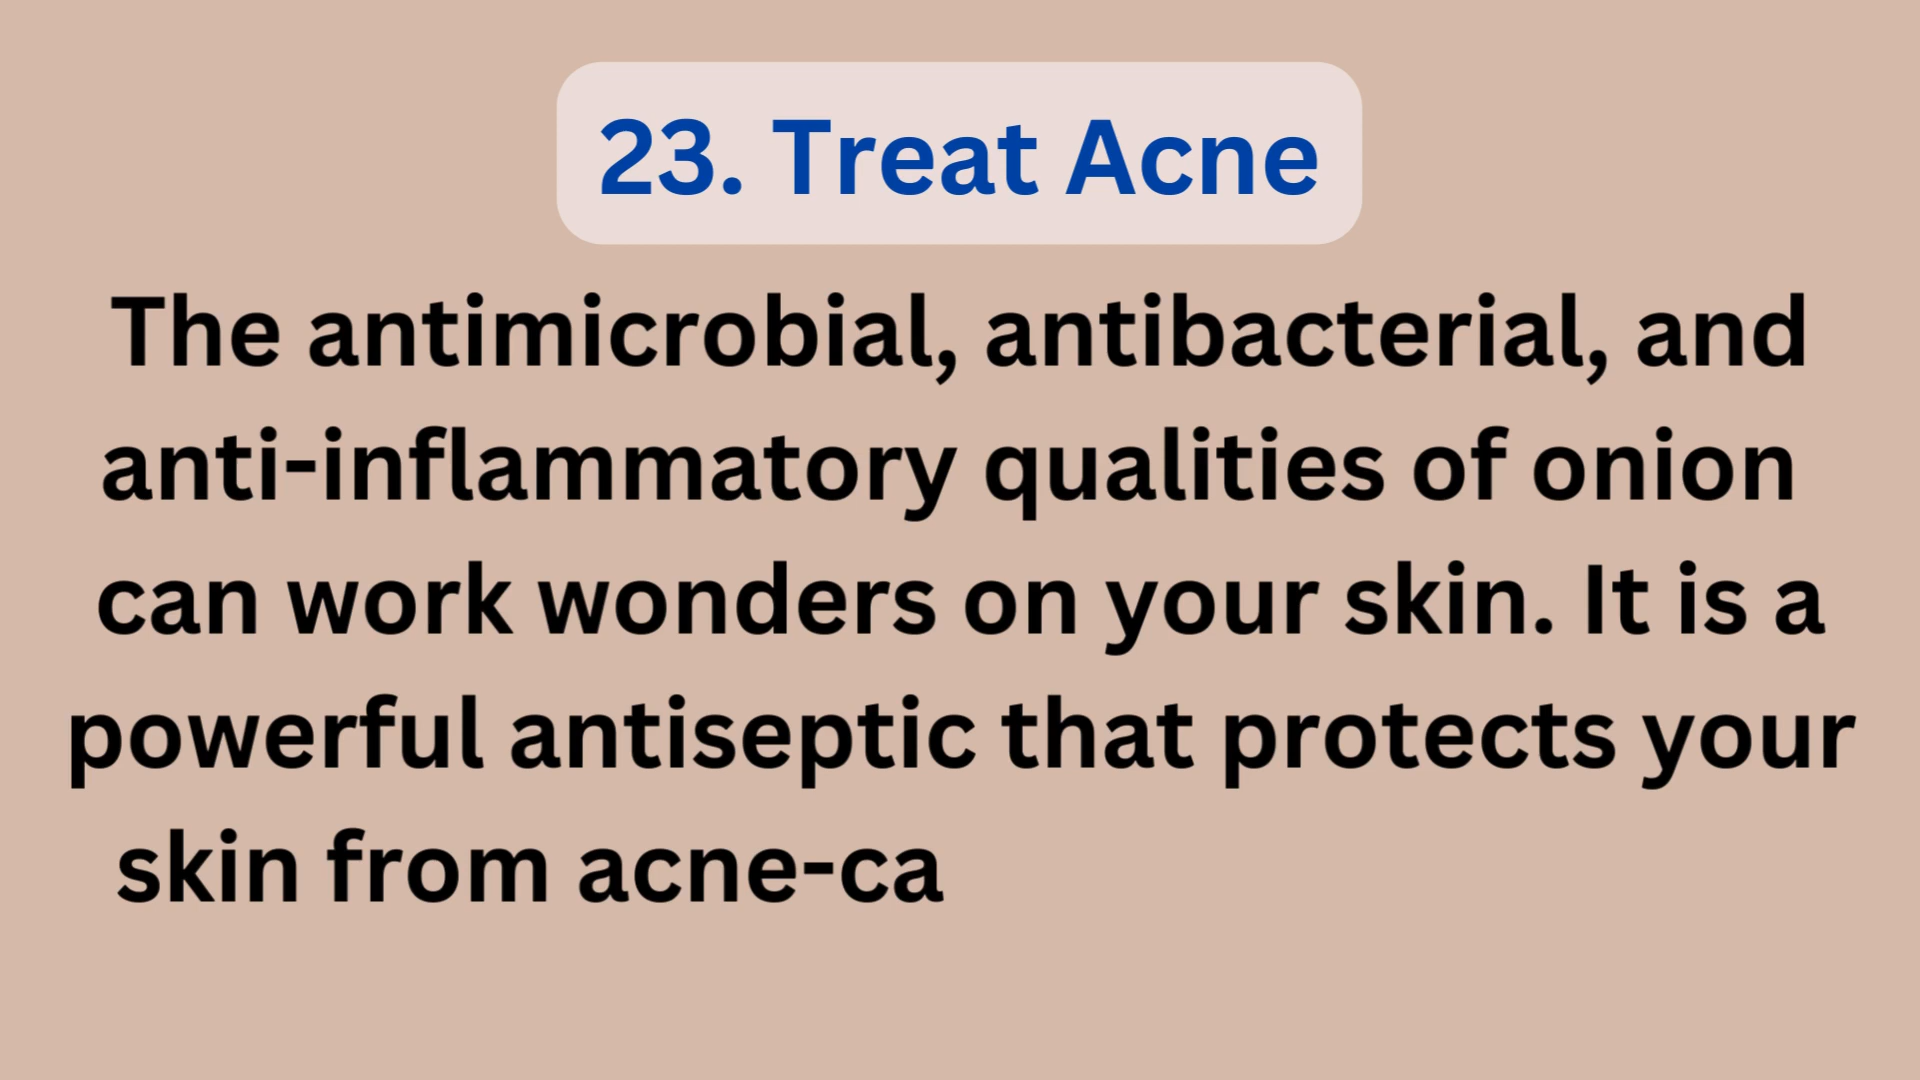 23. Treat Acne
The antimicrobial, antibacterial, and
anti-inflammatory qualities of onion
can work wonders on your skin. It is a
powerful antiseptic that protects your
skin from acne-ca